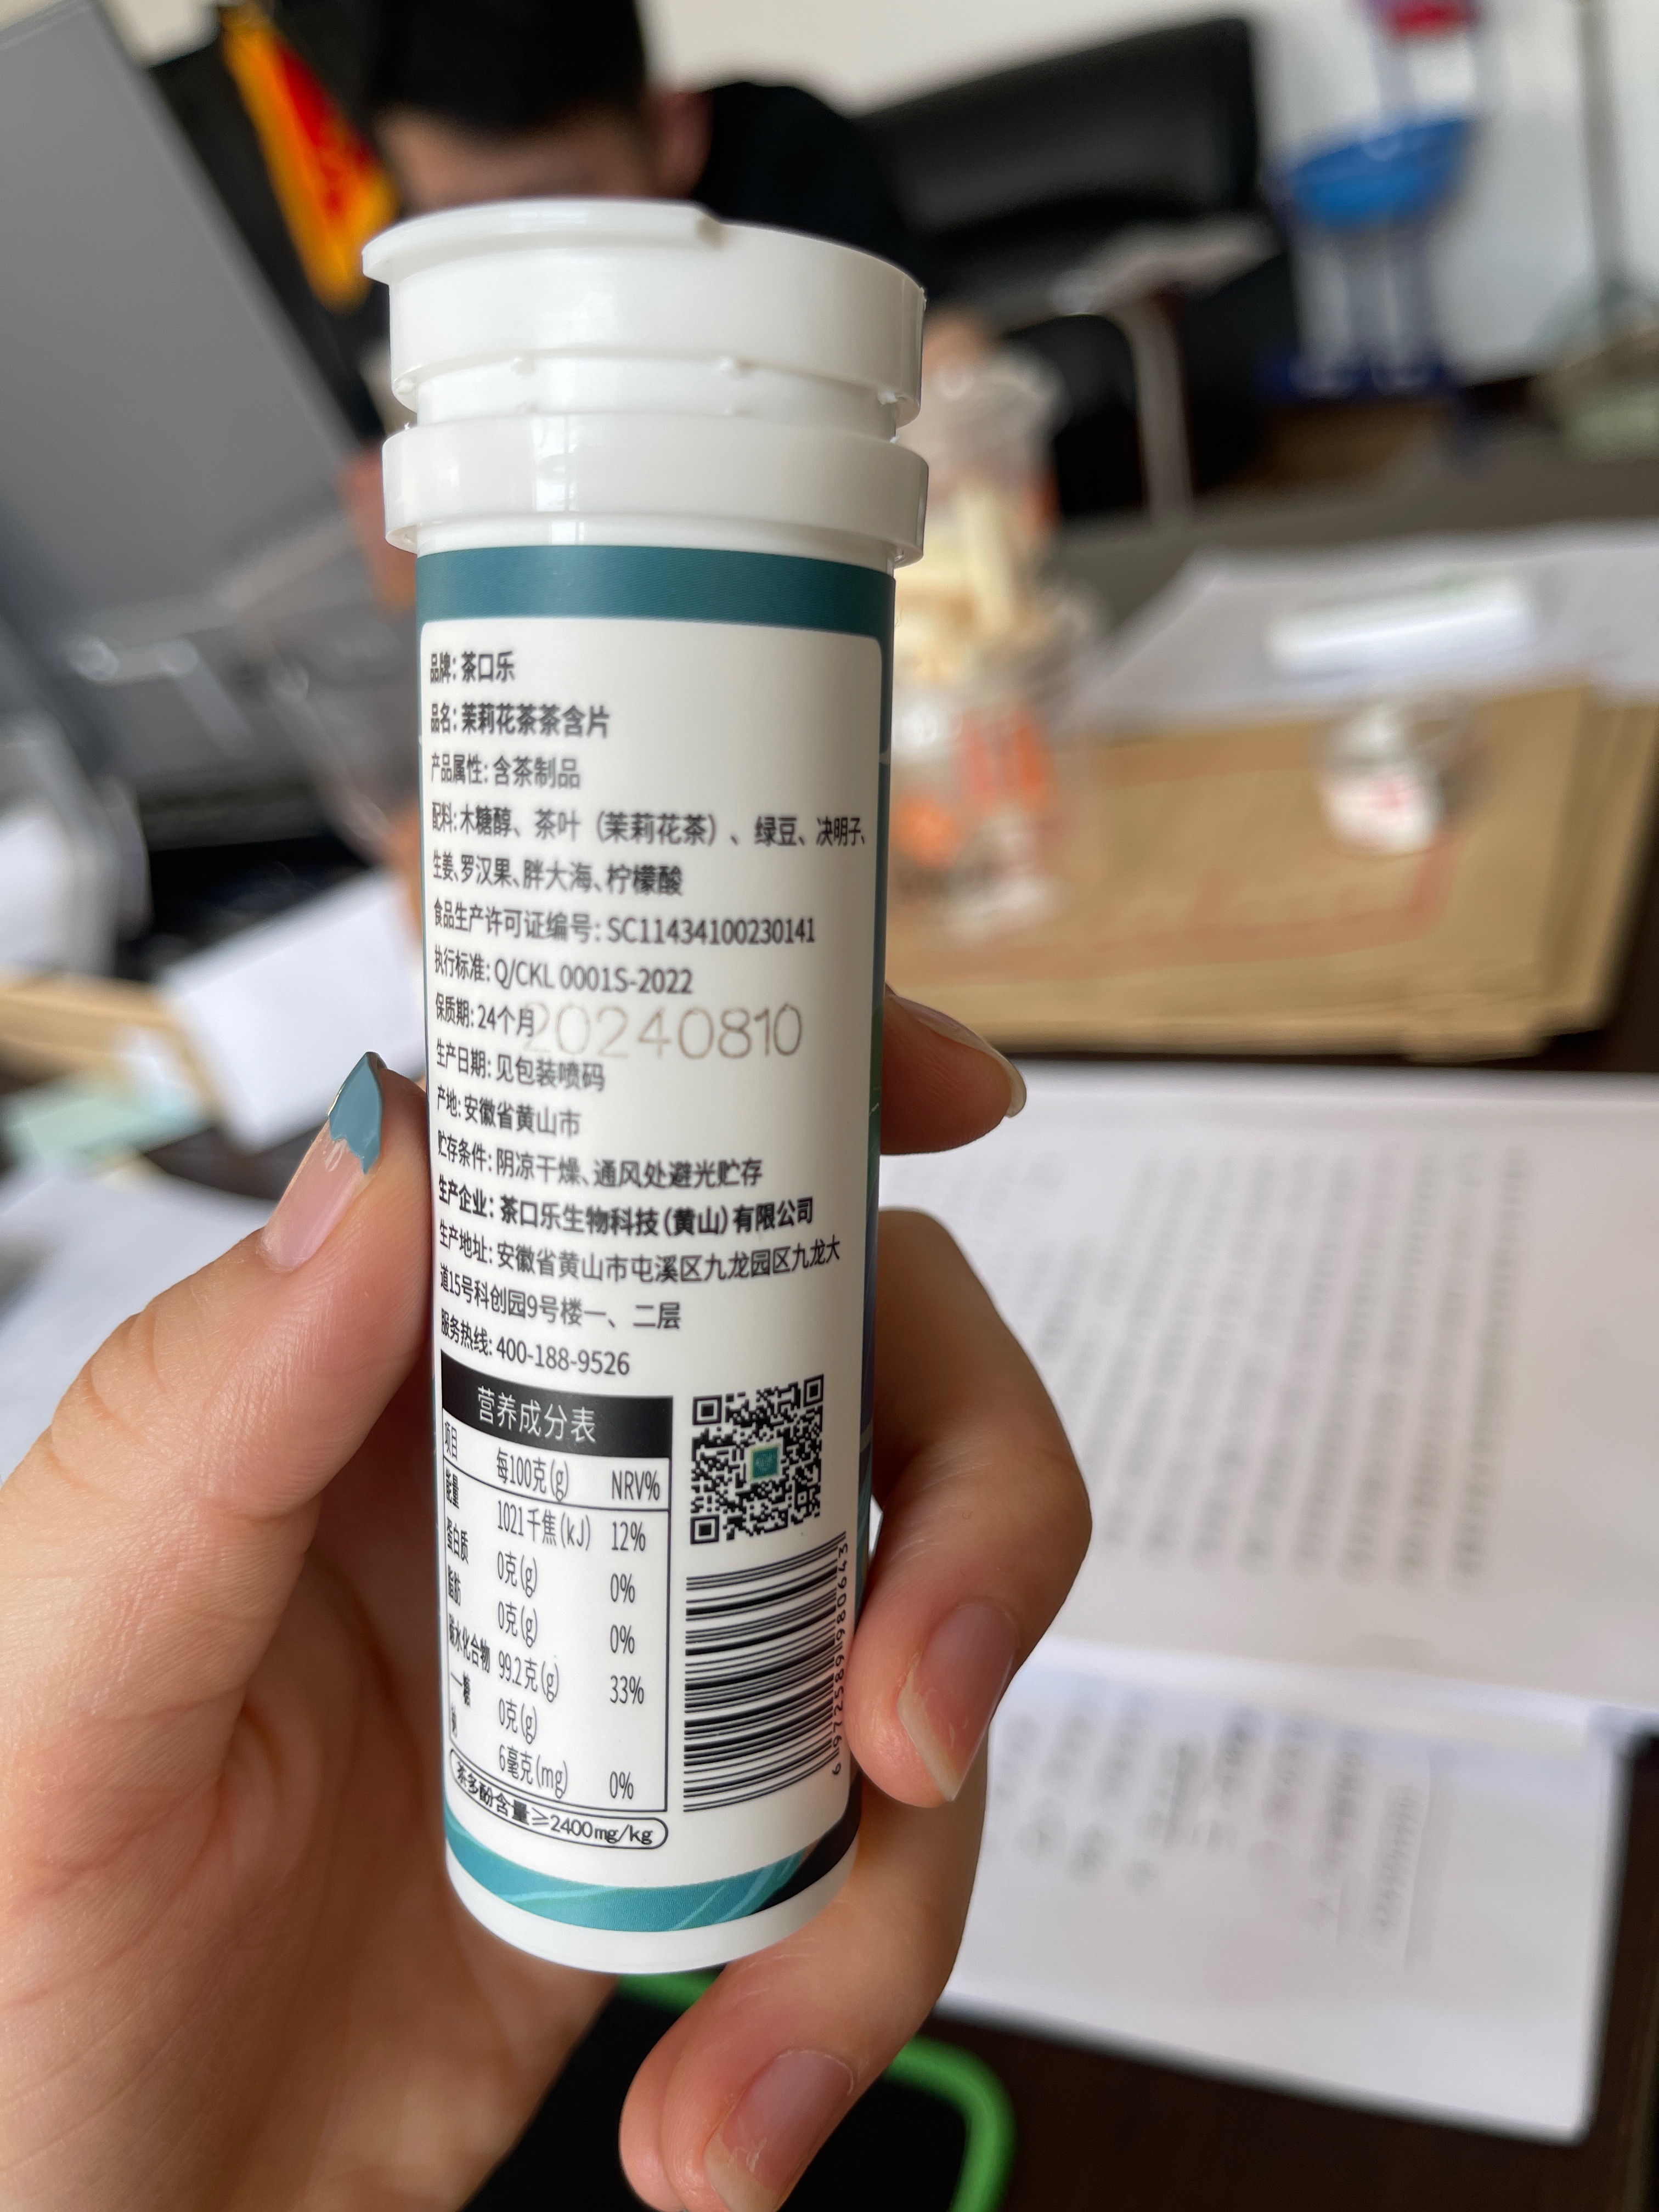 品牌：茶口乐
品名：茉莉花茶茶含片
产品属性：含茶制品
配料：木糖醇、茶叶（茉莉花茶）、绿豆、决明子、
生姜、罗汉果、胖大海、柠檬酸
食品生产许可证编号：SC11434100230141
执行标准：Q/CKL 0001S-2022
保质期：24个月
20240810
生产日期：见包装喷码
产地：安徽省黄山市
贮存条件：阴凉干燥、通风处避光贮存
生产企业：茶口乐生物科技（黄山）有限公司
生产地址：安徽省黄山市屯溪区九龙园区九龙大
道15号科创园9号楼一、二层
服务热线：400-188-9526
营养成分表
项目 每100克(g) NRV%
能量 1021千焦(kJ) 12%
蛋白质 0克(g) 0%
脂肪 0克(g) 0%
碳水化合物 99.2克(g) 33%
—糖 0克(g)
钠 6毫克(mg) 0%
茶多酚含量≥2400mg/kg
6972589980643